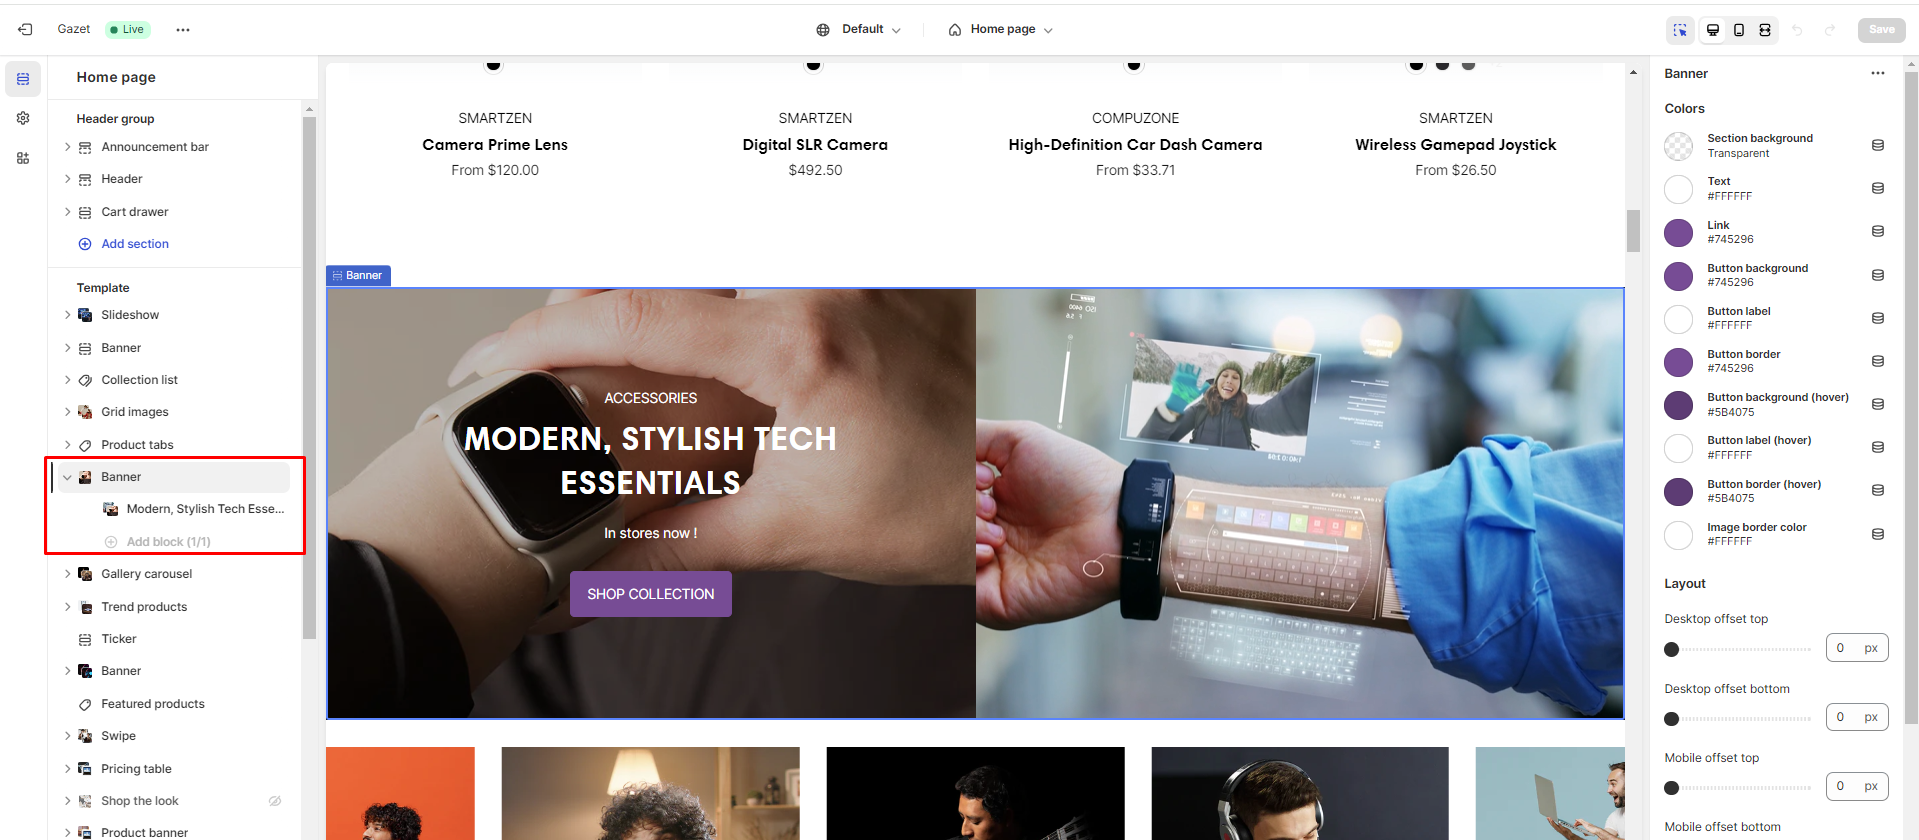 Gazet
Live
Default
Home page
Save
Home page
Header group
Announcement bar
Header
Cart drawer
Add section
Template
Slideshow
Banner
Collection list
Grid images
Product tabs
Banner
Modern, Stylish Tech Esse...
Add block (1/1)
Gallery carousel
Trend products
Ticker
Banner
Featured products
Swipe
Pricing table
Shop the look
Product banner
SMARTZEN
Camera Prime Lens
From $120.00
SMARTZEN
Digital SLR Camera
$492.50
COMPUZONE
High-Definition Car Dash Camera
From $33.71
SMARTZEN
Wireless Gamepad Joystick
From $26.50
Banner
ACCESSORIES
MODERN, STYLISH TECH
ESSENTIALS
In stores now !
SHOP COLLECTION
Banner
Colors
Section background
Transparent
Text
#FFFFFF
Link
#745296
Button background
#745296
Button label
#FFFFFF
Button border
#745296
Button background (hover)
#5B4075
Button label (hover)
#FFFFFF
Button border (hover)
#5B4075
Image border color
#FFFFFF
Layout
Desktop offset top
0 px
Desktop offset bottom
0 px
Mobile offset top
0 px
Mobile offset bottom